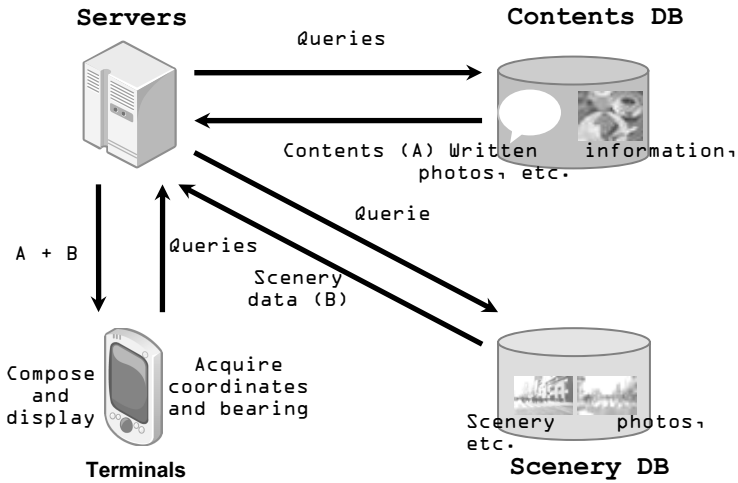 Servers
Contents DB
Queries
Contents (A) Written information,
photos, etc.
Querie
Queries
A + B
Scenery
data (B)
Compose
and
display
Acquire
coordinates
and bearing
Scenery photos,
etc.
Terminals
Scenery DB